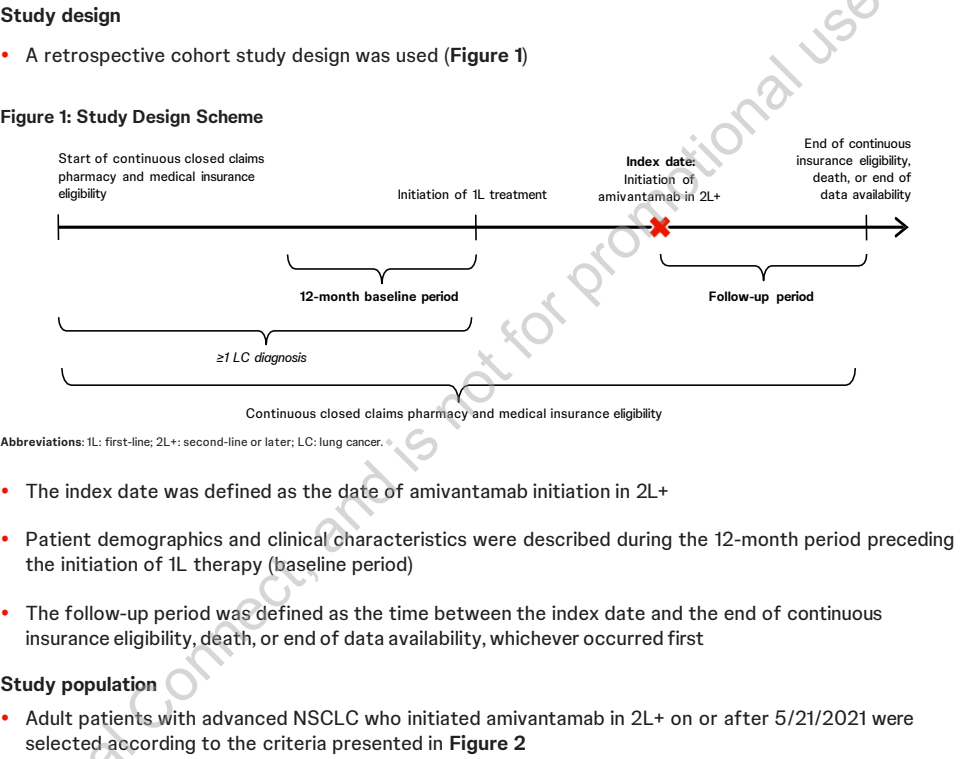 Study design
• A retrospective cohort study design was used (Figure 1)
Figure 1: Study Design Scheme
Start of continuous closed claims
pharmacy and medical insurance
eligibility
Initiation of 1L treatment
Index date:
Initiation of
amivantamab in 2L+
End of continuous
insurance eligibility,
death, or end of
data availability
12-month baseline period
Follow-up period
≥1 LC diagnosis
Continuous closed claims pharmacy and medical insurance eligibility
Abbreviations: 1L: first-line; 2L+: second-line or later; LC: lung cancer.
• The index date was defined as the date of amivantamab initiation in 2L+
• Patient demographics and clinical characteristics were described during the 12-month period preceding
the initiation of 1L therapy (baseline period)
• The follow-up period was defined as the time between the index date and the end of continuous
insurance eligibility, death, or end of data availability, whichever occurred first
Study population
• Adult patients with advanced NSCLC who initiated amivantamab in 2L+ on or after 5/21/2021 were
selected according to the criteria presented in Figure 2
Connect, and is not for promotional use